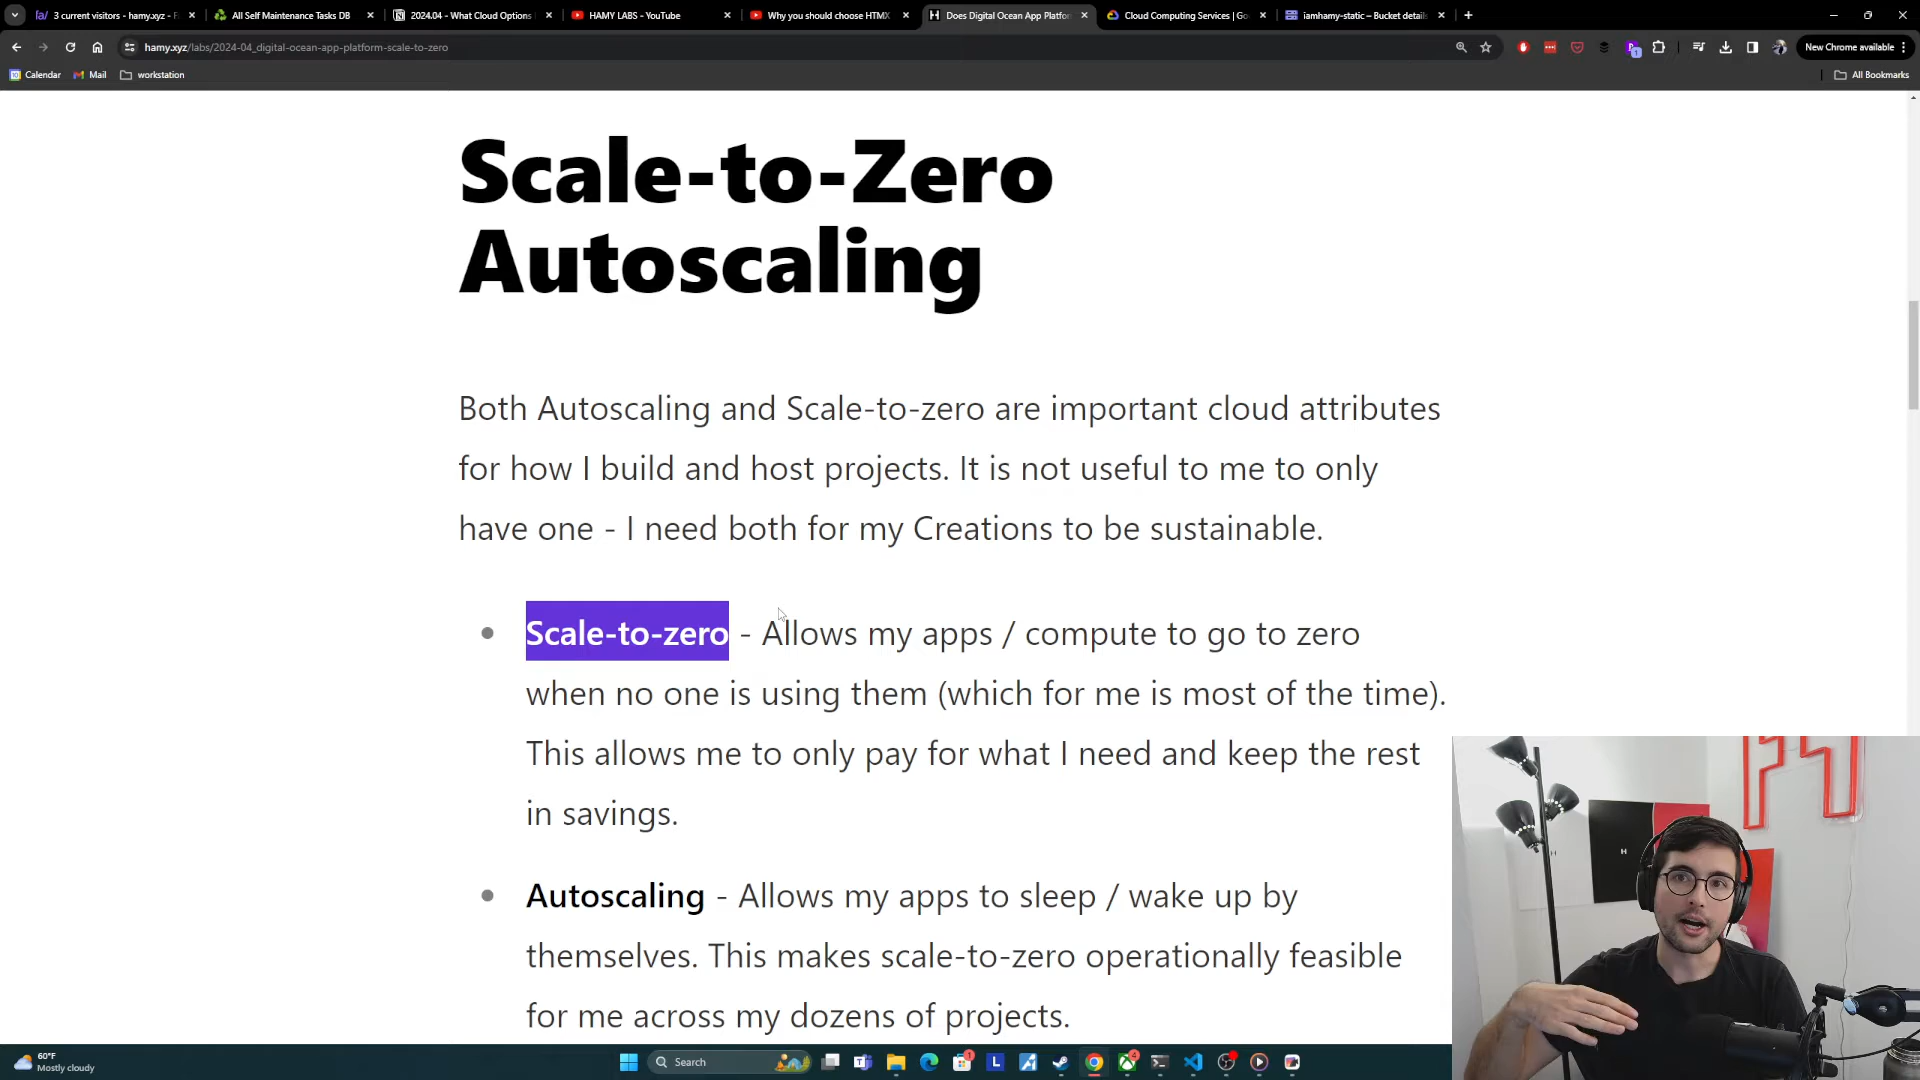 3 current visitors - hamy.xyz - F
All Self Maintenance Tasks DB
2024.04 - What Cloud Options
HAMY LABS - YouTube
Why you should choose HTMX
Does Digital Ocean App Platfor
Cloud Computing Services | Go
iamhamy-static – Bucket details
hamy.xyz/labs/2024-04_digital-ocean-app-platform-scale-to-zero
New Chrome available
Calendar
Mail
workstation
All Bookmarks
Scale-to-Zero
Autoscaling
Both Autoscaling and Scale-to-zero are important cloud attributes
for how I build and host projects. It is not useful to me to only
have one - I need both for my Creations to be sustainable.
Scale-to-zero - Allows my apps / compute to go to zero
when no one is using them (which for me is most of the time).
This allows me to only pay for what I need and keep the rest
in savings.
Autoscaling - Allows my apps to sleep / wake up by
themselves. This makes scale-to-zero operationally feasible
for me across my dozens of projects.
H
60°F
Mostly cloudy
Search